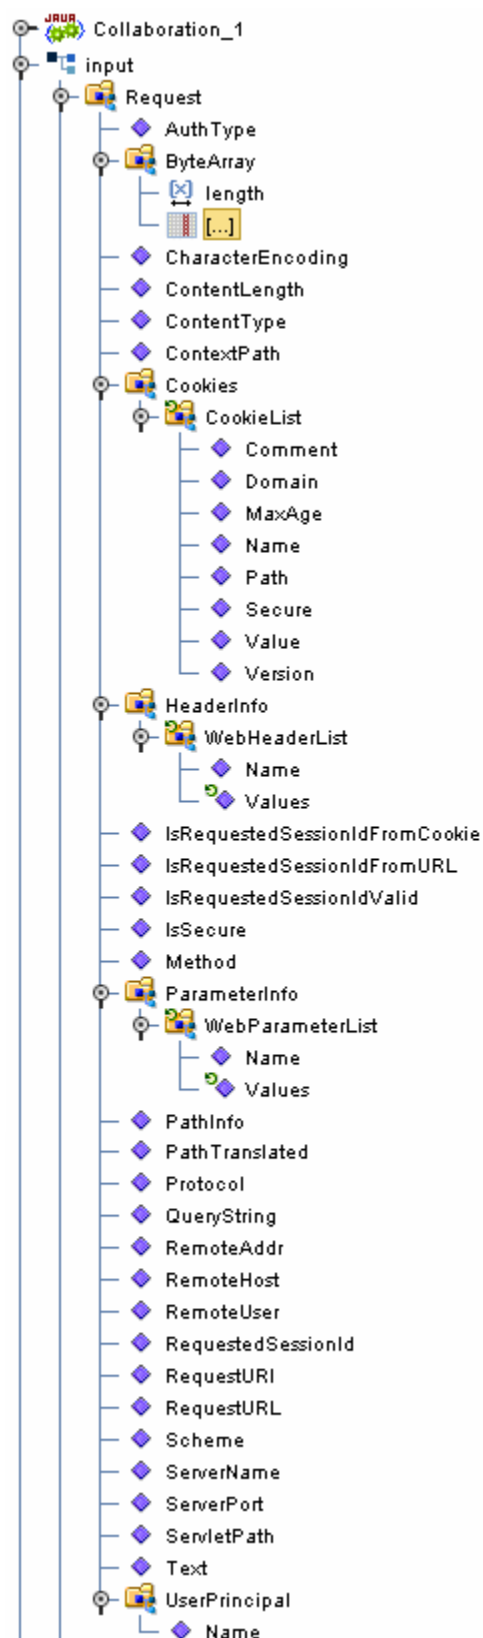 JAVA
Collaboration_1
input
Request
AuthType
ByteArray
length
[...]
CharacterEncoding
ContentLength
ContentType
ContextPath
Cookies
CookieList
Comment
Domain
MaxAge
Name
Path
Secure
Value
Version
HeaderInfo
WebHeaderList
Name
Values
IsRequestedSessionIdFromCookie
IsRequestedSessionIdFromURL
IsRequestedSessionIdValid
IsSecure
Method
ParameterInfo
WebParameterList
Name
Values
PathInfo
PathTranslated
Protocol
QueryString
RemoteAddr
RemoteHost
RemoteUser
RequestedSessionId
RequestURI
RequestURL
Scheme
ServerName
ServerPort
ServletPath
Text
UserPrincipal
Name